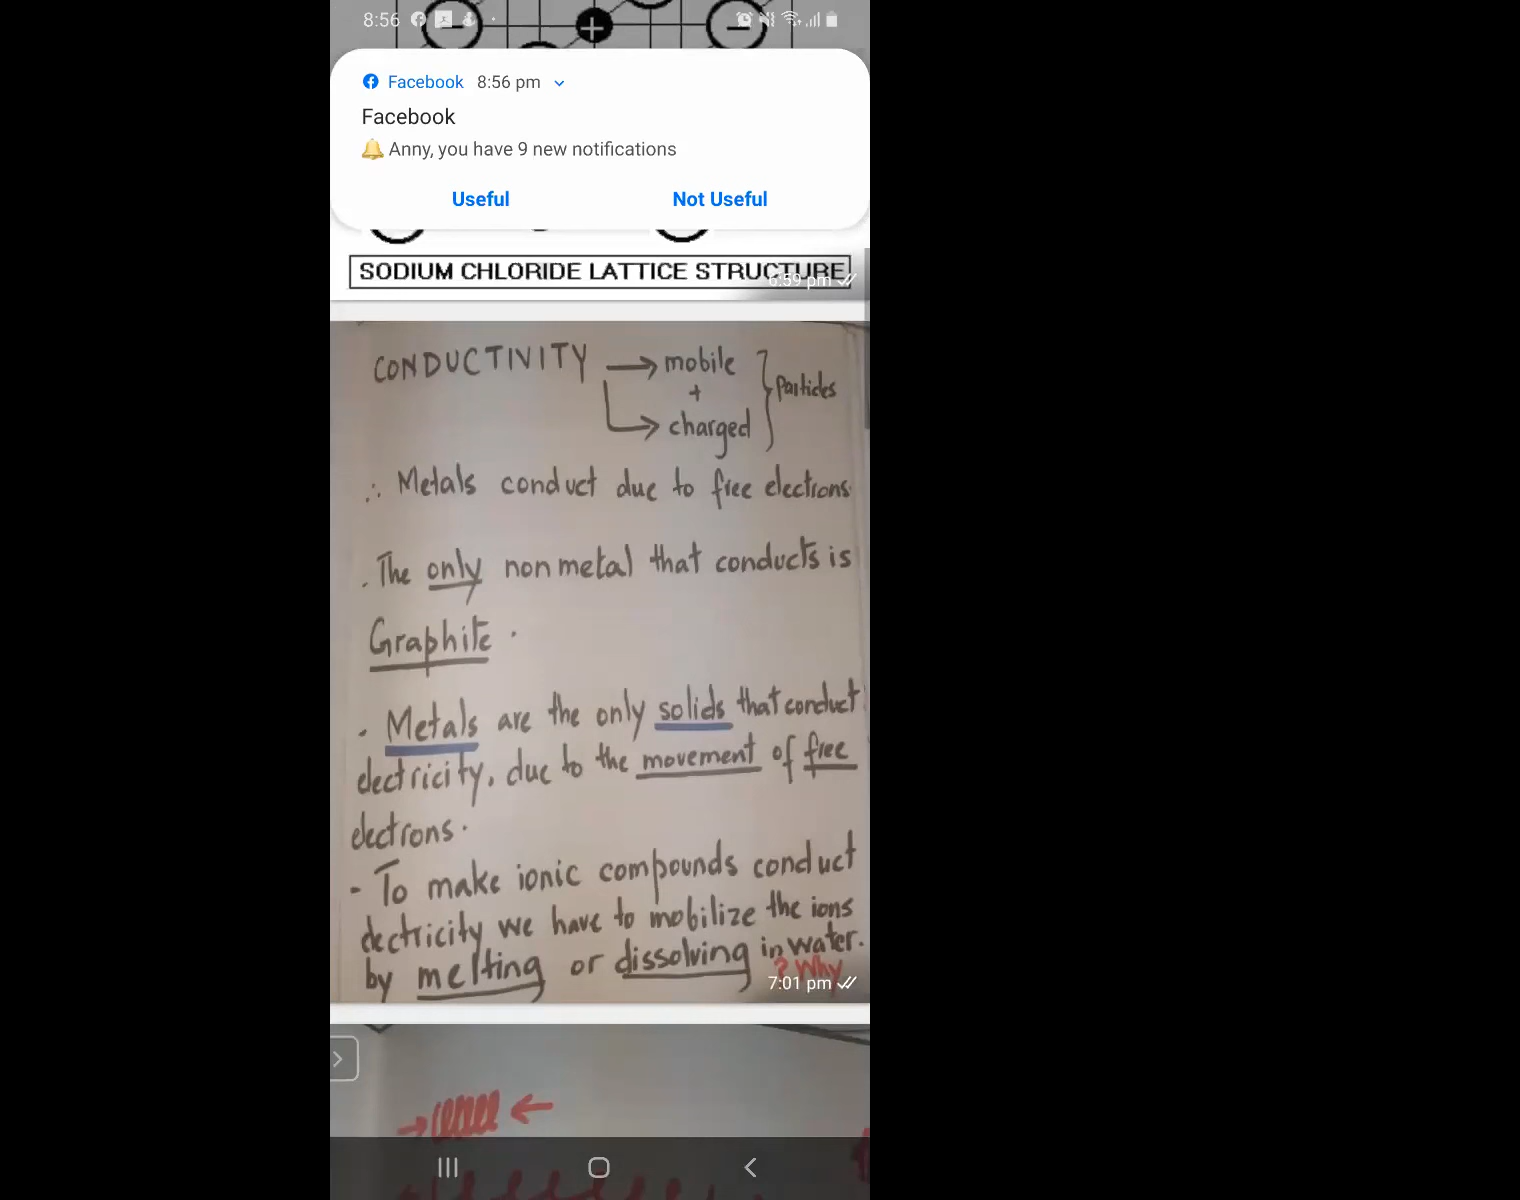 8:56
Facebook 8:56 pm
Facebook
🔔 Anny, you have 9 new notifications
Useful Not Useful
SODIUM CHLORIDE LATTICE STRUCTURE
6:59 pm
CONDUCTIVITY → mobile
+
→ charged
particles
∴ Metals conduct due to free electrons.
. The only non metal that conducts is
Graphite .
- Metals are the only solids that conduct
electricity, due to the movement of free
electrons.
- To make ionic compounds conduct
electricity we have to mobilize the ions
by melting or dissolving in water.
? Why
7:01 pm